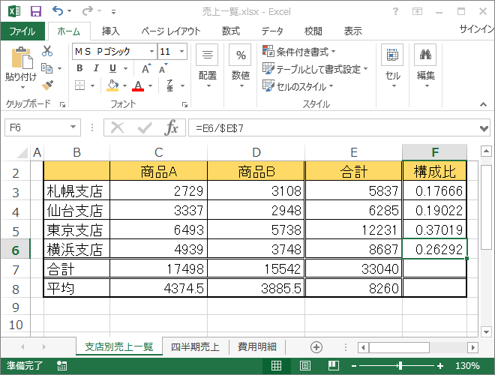 売上一覧.xlsx - Excel
ファイル ホーム 挿入 ページ レイアウト 数式 データ 校閲 表示 サインイン
貼り付け ＭＳ Ｐゴシック 11 配置 数値 条件付き書式 テーブルとして書式設定 セルのスタイル セル 編集
B I U A A A 亜
クリップボード フォント スタイル
F6 fx =E6/$E$7
A B C D E F
2 商品A 商品B 合計 構成比
3 札幌支店 2729 3108 5837 0.17666
4 仙台支店 3337 2948 6285 0.19022
5 東京支店 6493 5738 12231 0.37019
6 横浜支店 4939 3748 8687 0.26292
7 合計 17498 15542 33040
8 平均 4374.5 3885.5 8260
9
10
支店別売上一覧 四半期売上 費用明細
準備完了 130%